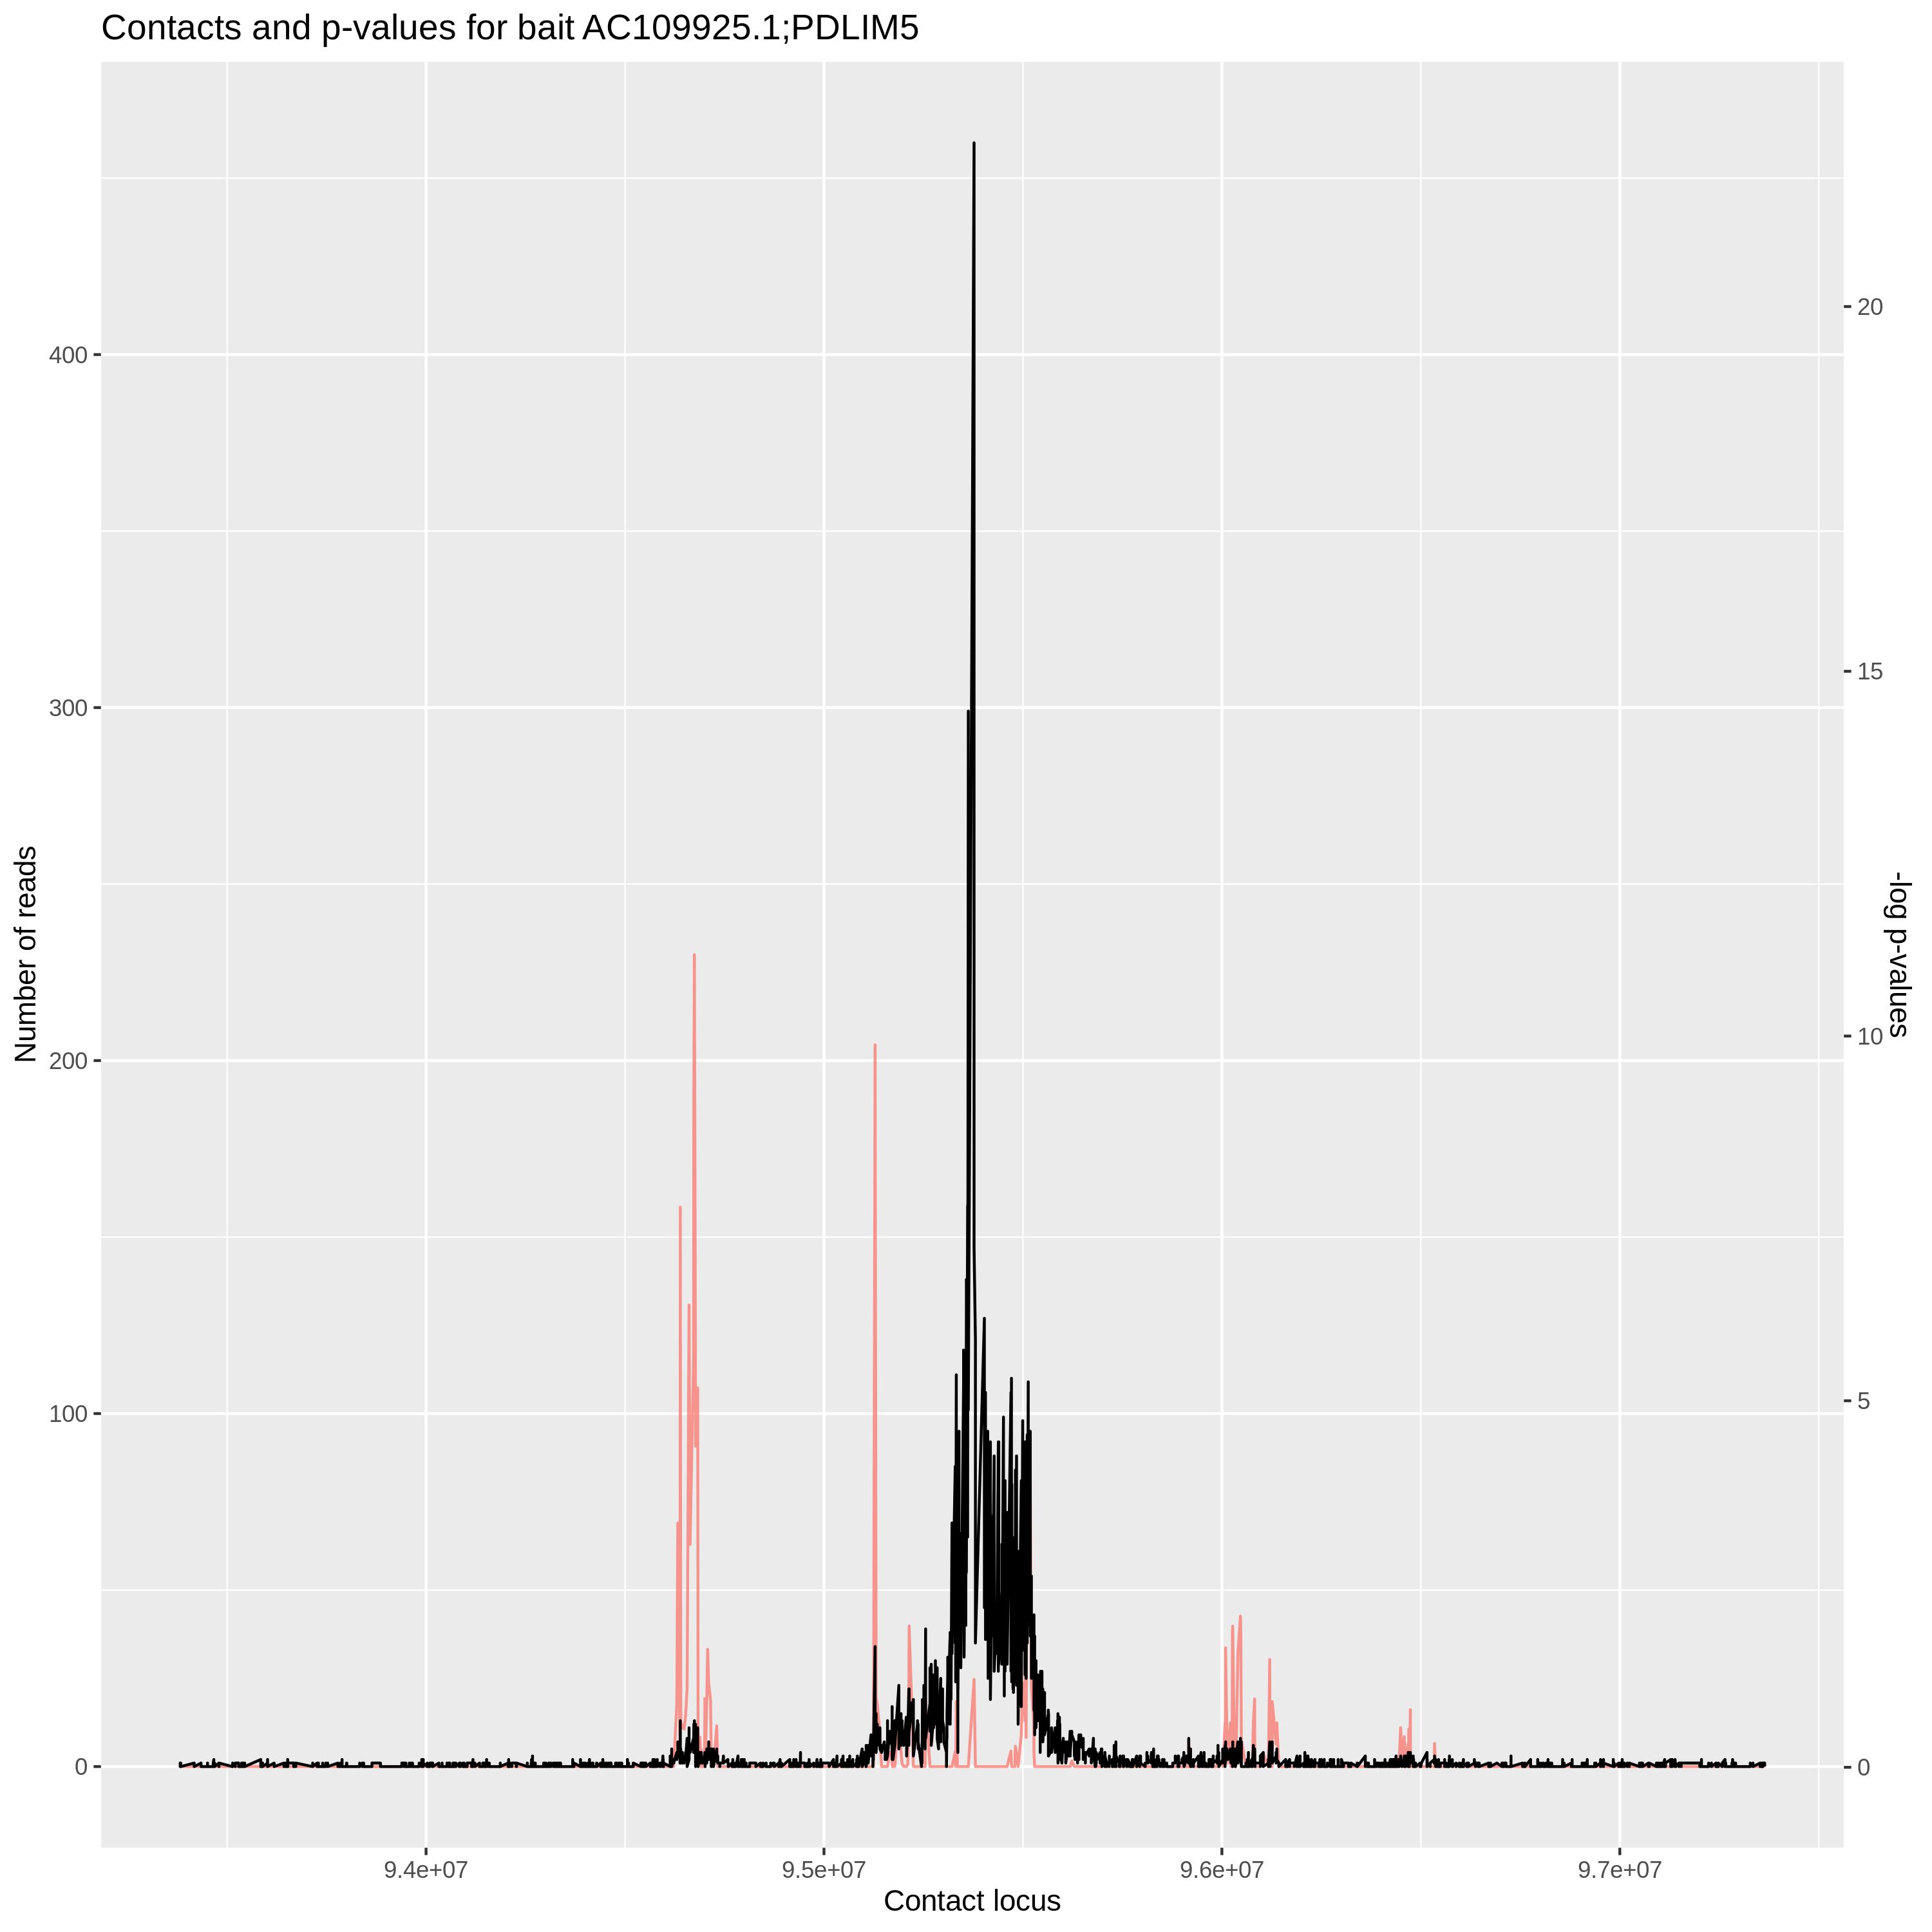 Contacts and p-values for bait AC109925.1;PDLIM5
Number of reads
400
300
200
100
0
20
15
10
5
0
-log p-values
9.4e+07
9.5e+07
9.6e+07
9.7e+07
Contact locus